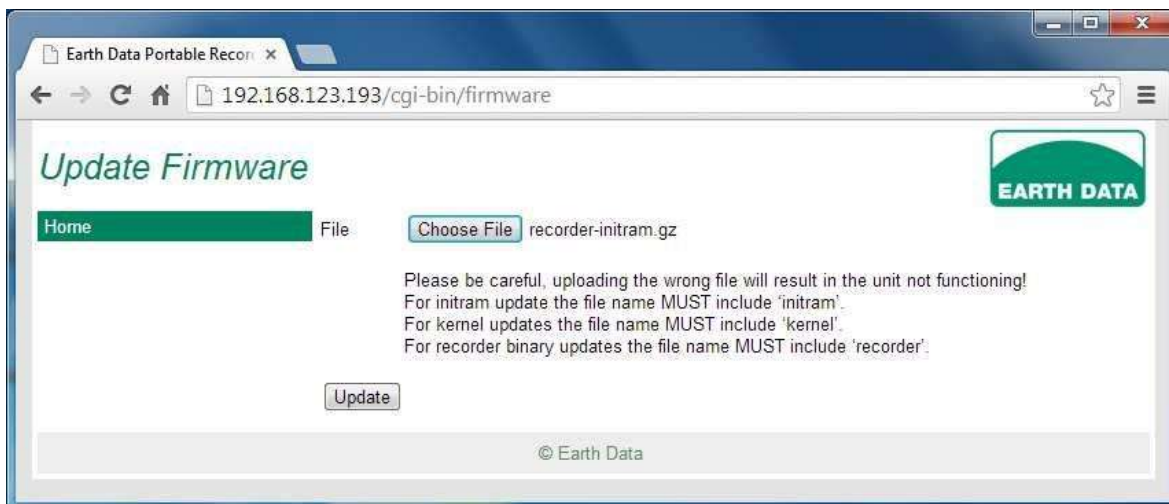 Earth Data Portable Recor
192.168.123.193/cgi-bin/firmware
Update Firmware
EARTH DATA
Home
File
Choose File recorder-initram.gz
Please be careful, uploading the wrong file will result in the unit not functioning!
For initram update the file name MUST include ‘initram’.
For kernel updates the file name MUST include ‘kernel’.
For recorder binary updates the file name MUST include ‘recorder’.
Update
© Earth Data